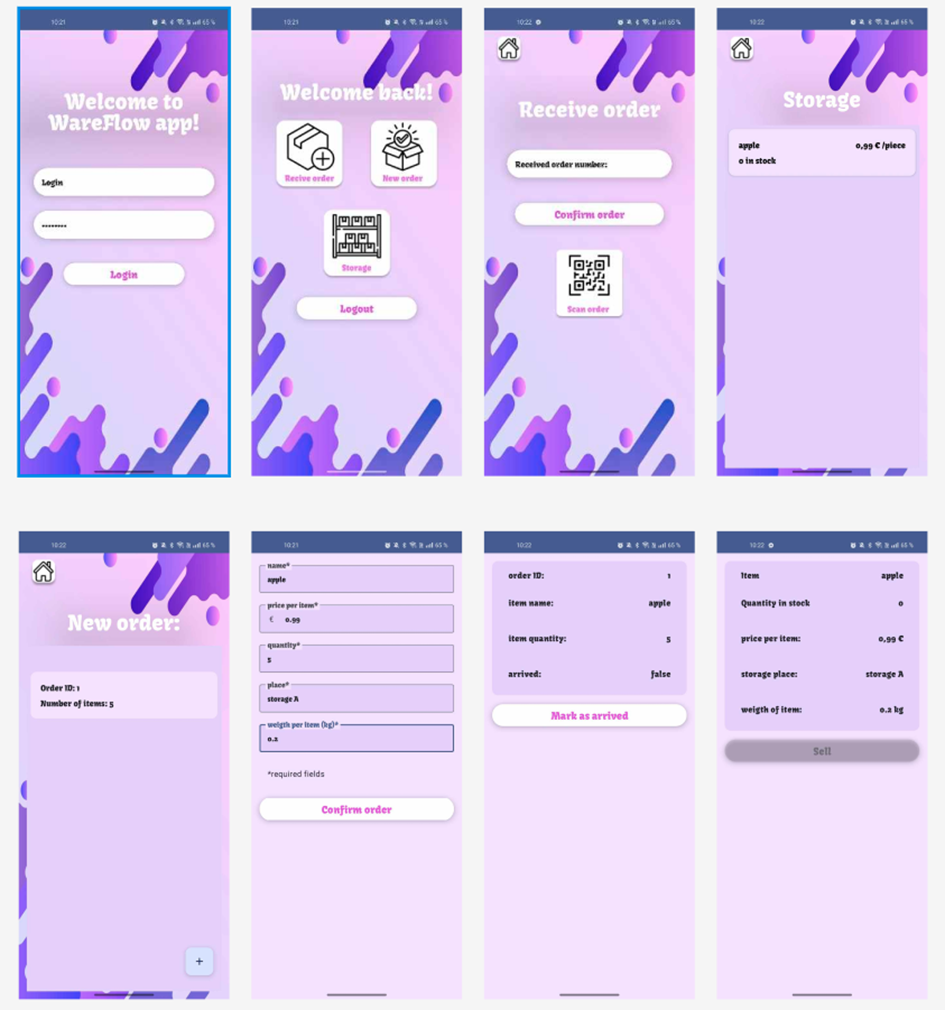 10:21
65 %
Welcome to
WareFlow app!
Login
••••••••
Login
10:21
65 %
Welcome back!
Recive order
New order
Storage
Logout
10:22
65 %
Receive order
Received order number:
Confirm order
Scan order
10:22
65 %
Storage
apple 0,99 € /piece
0 in stock
10:22
65 %
New order:
Order ID: 1
Number of items: 5
+
10:21
65 %
name*
apple
price per item*
€ 0.99
quantity*
5
place*
storage A
weigth per item (kg)*
0.2
*required fields
Confirm order
10:22
65 %
order ID: 1
item name: apple
item quantity: 5
arrived: false
Mark as arrived
10:22
65 %
Item apple
Quantity in stock 0
price per item: 0,99 €
storage place: storage A
weigth of item: 0.2 kg
Sell